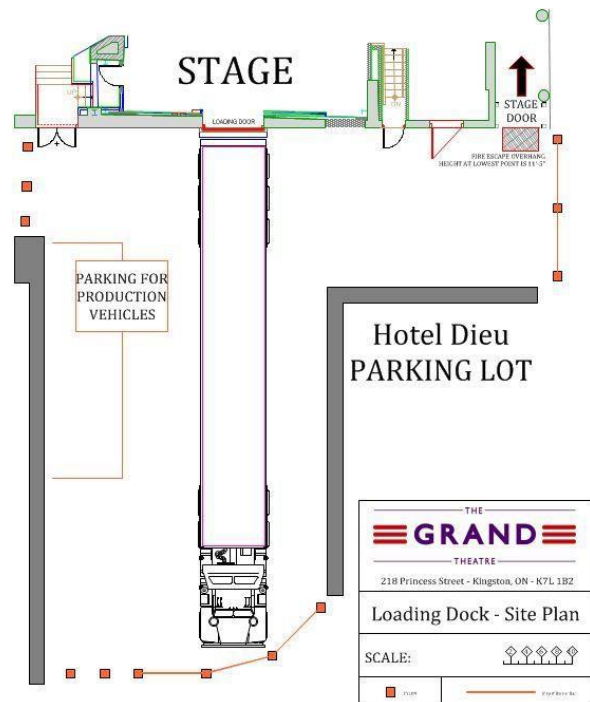 STAGE
UP
LOADING DOOR
DN
STAGE
DOOR
FIRE ESCAPE OVERHANG
HEIGHT AT LOWEST POINT IS 11'-5"
PARKING FOR
PRODUCTION
VEHICLES
Hotel Dieu
PARKING LOT
THE
GRAND
THEATRE
218 Princess Street - Kingston, ON - K7L 1B2
Loading Dock - Site Plan
SCALE: